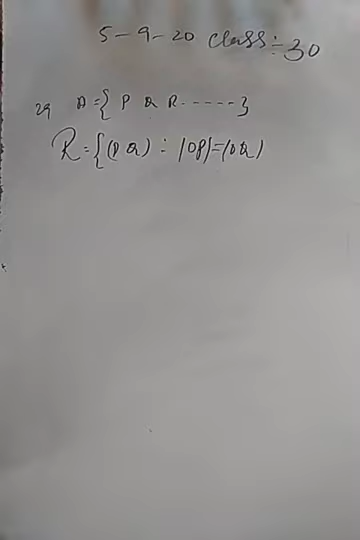 5-9-20 class÷30
29 A={ P Q R-----}
R={(P Q) : |OP|=|OQ|